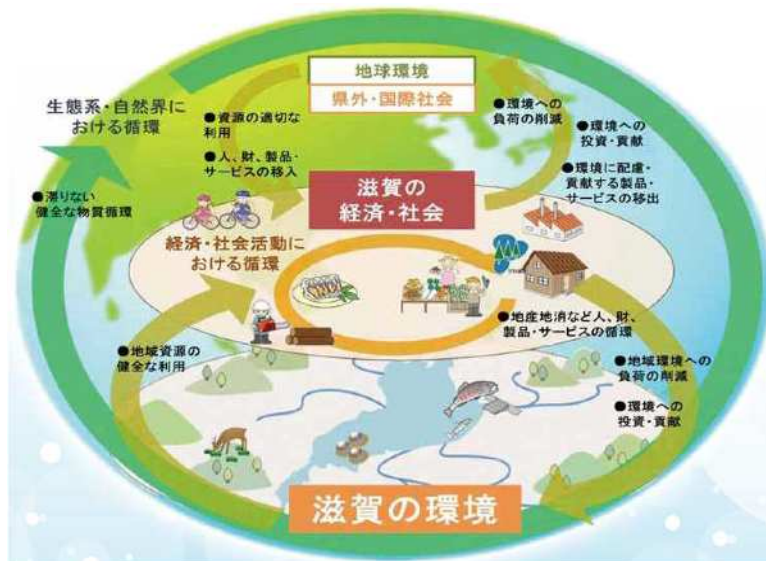 地球環境
県外・国際社会
生態系・自然界に
おける循環
●資源の適切な
利用
●人、財、製品・
サービスの移入
●環境への
負荷の削減
●環境への
投資・貢献
●環境に配慮・
貢献する製品・
サービスの移出
●滞りない
健全な物質循環
滋賀の
経済・社会
経済・社会活動に
おける循環
●地産地消など人、財、
製品・サービスの循環
●地域資源の
健全な利用
●地域環境への
負荷の削減
●環境への
投資・貢献
滋賀の環境